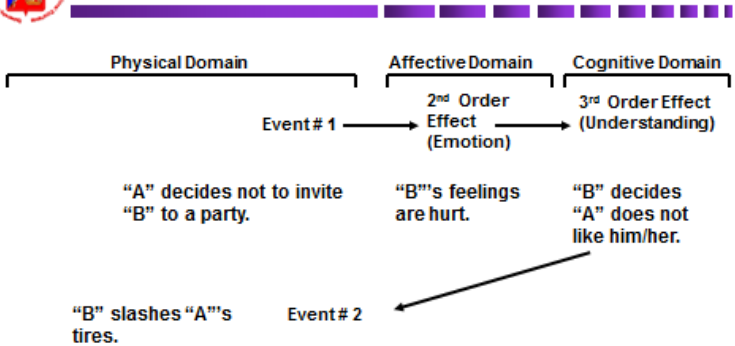 Physical Domain
Affective Domain
Cognitive Domain
Event # 1
2nd Order
Effect
(Emotion)
3rd Order Effect
(Understanding)
“A” decides not to invite
“B” to a party.
“B”’s feelings
are hurt.
“B” decides
“A” does not
like him/her.
“B” slashes “A”’s
tires.
Event # 2